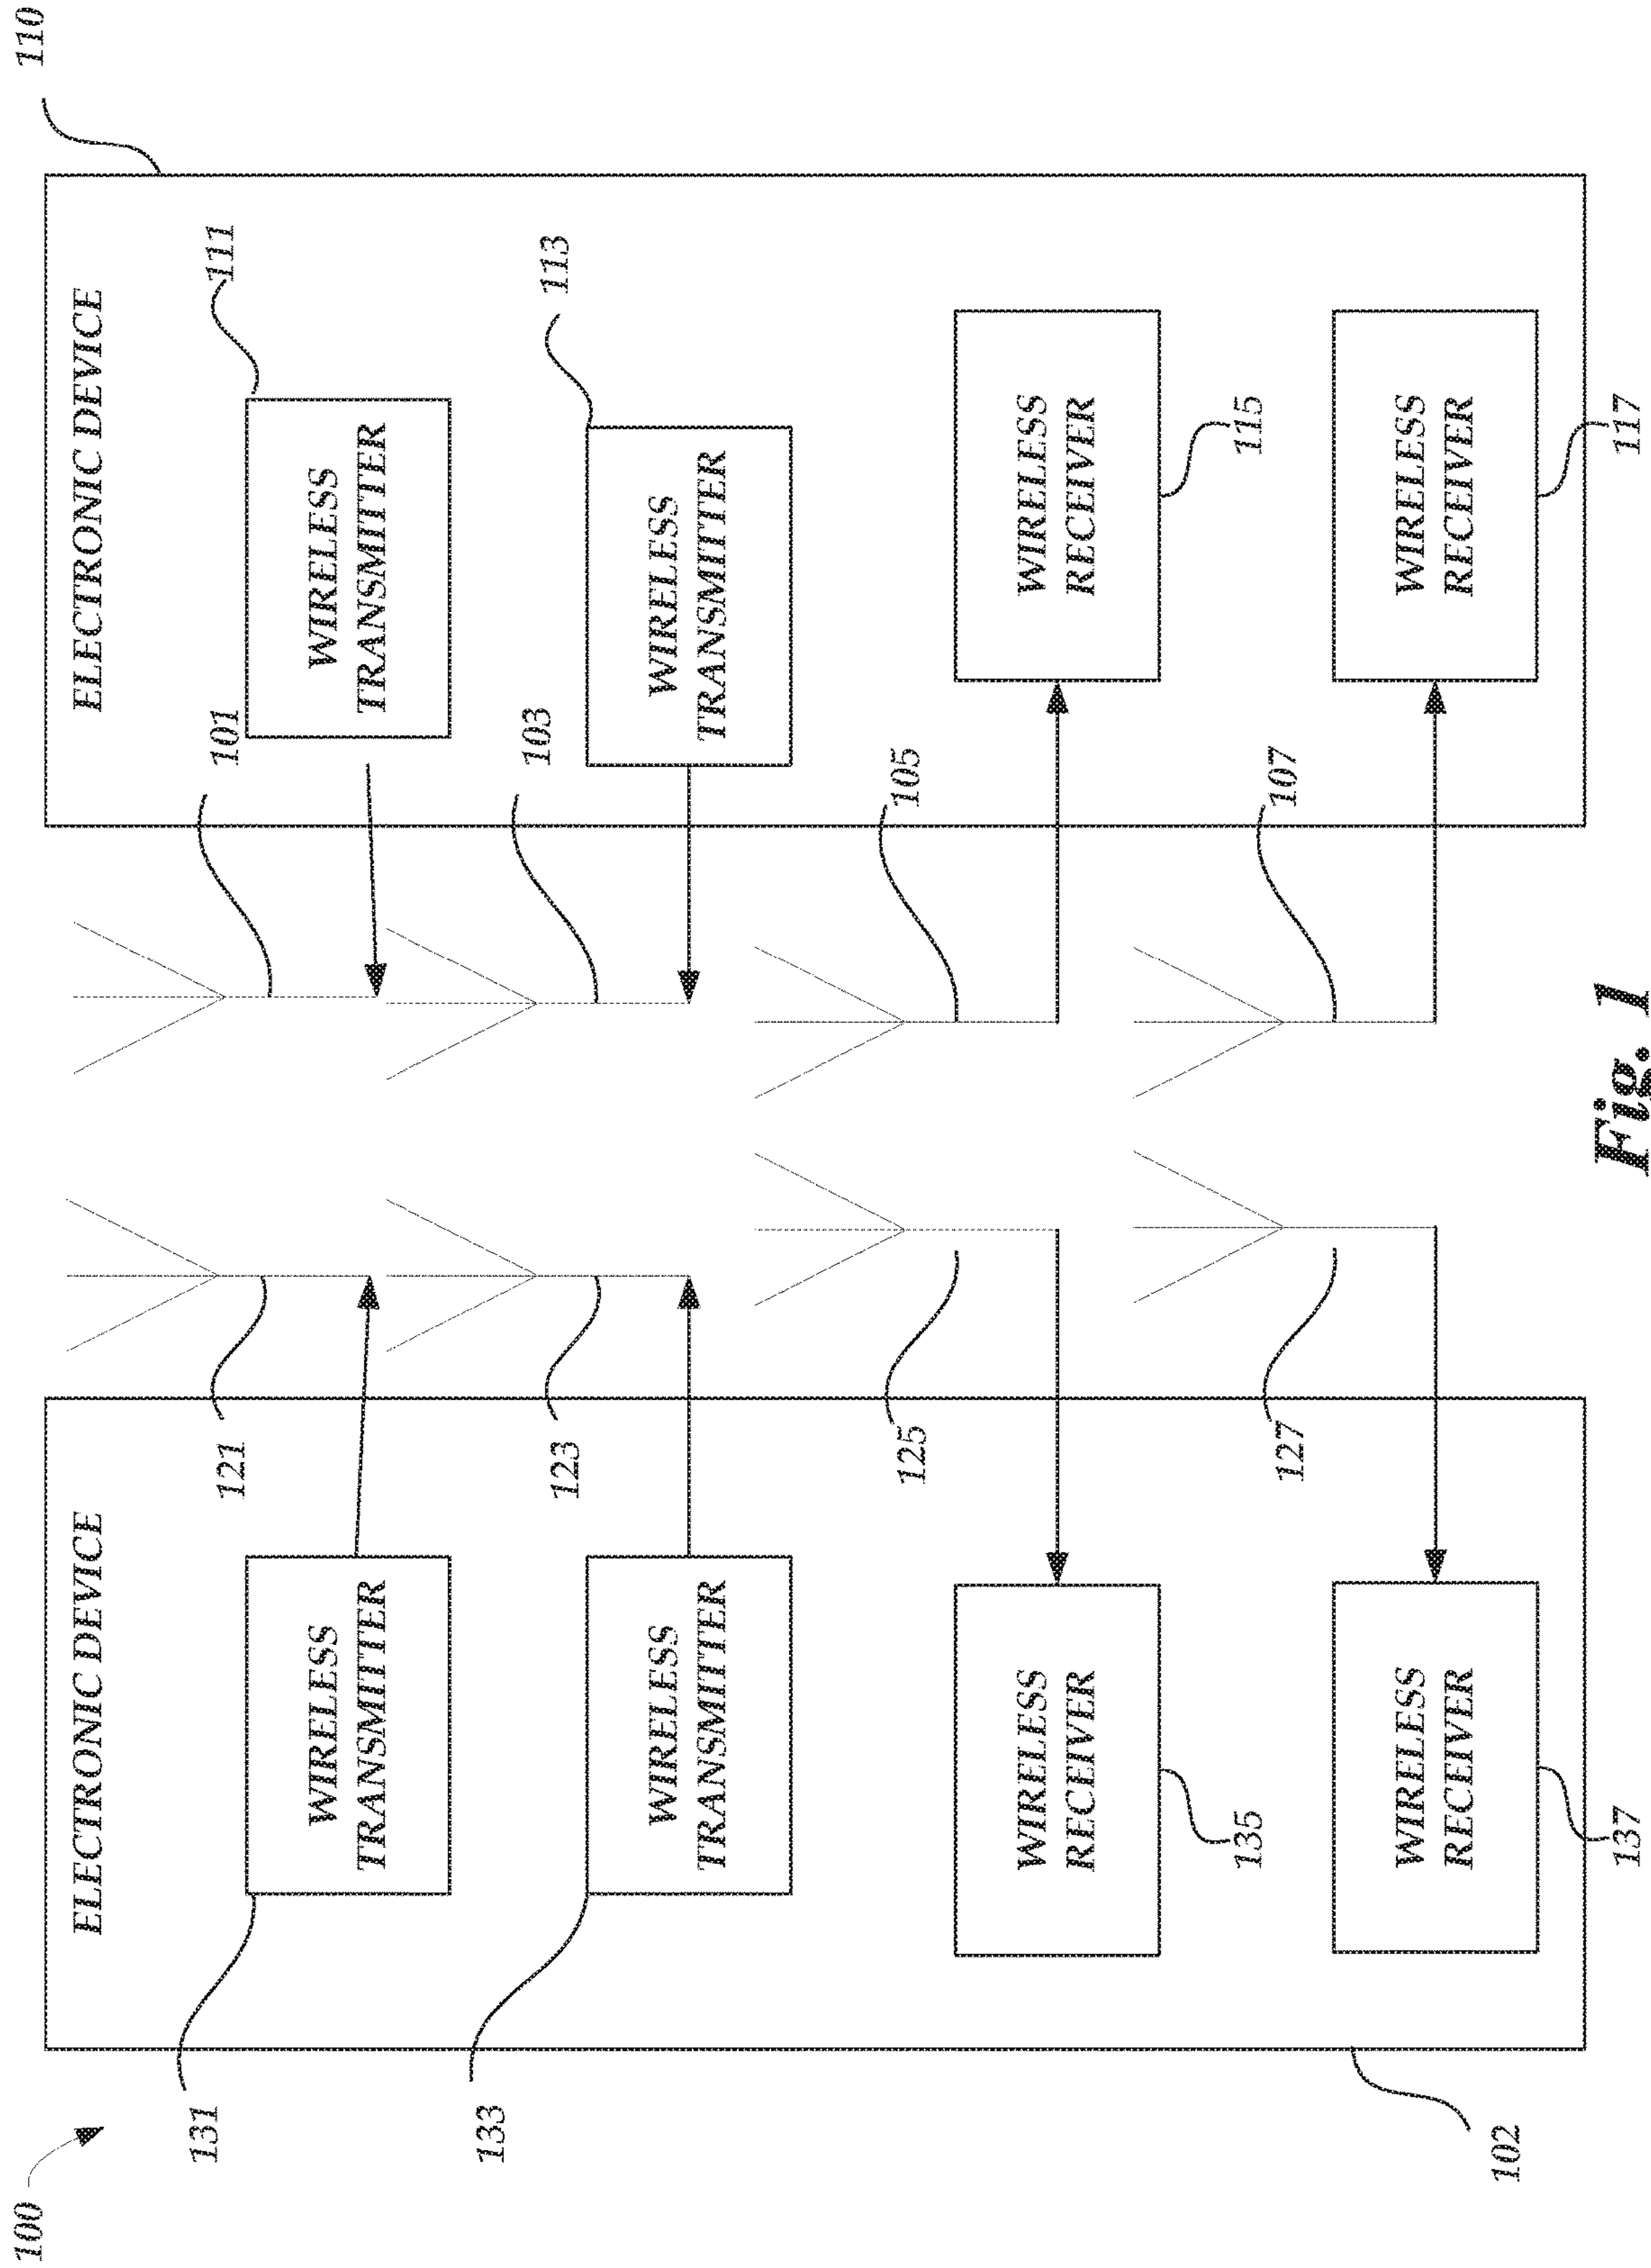 100
ELECTRONIC DEVICE
ELECTRONIC DEVICE
110
131
WIRELESS
TRANSMITTER
121
101
WIRELESS
TRANSMITTER
111
133
WIRELESS
TRANSMITTER
123
103
WIRELESS
TRANSMITTER
113
WIRELESS
RECEIVER
135
125
105
WIRELESS
RECEIVER
115
WIRELESS
RECEIVER
137
127
107
WIRELESS
RECEIVER
117
102
Fig. 1